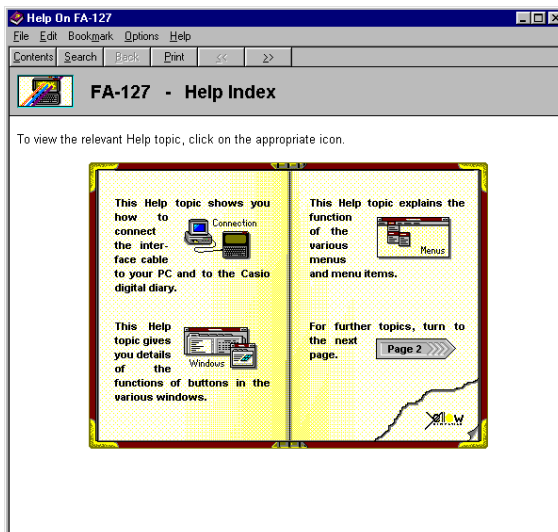 Help On FA-127
File Edit Bookmark Options Help
Contents Search Back Print << >>
FA-127 - Help Index
To view the relevant Help topic, click on the appropriate icon.
This Help topic shows you
how to
connect
the inter-
face cable
to your PC and to the Casio
digital diary.
Connection
This Help
topic gives
you details
of the
functions of buttons in the
various windows.
Windows
This Help topic explains the
function
of the
various
menus
and menu items.
Menus
For further topics, turn to
the next
page.
Page 2
Yellow